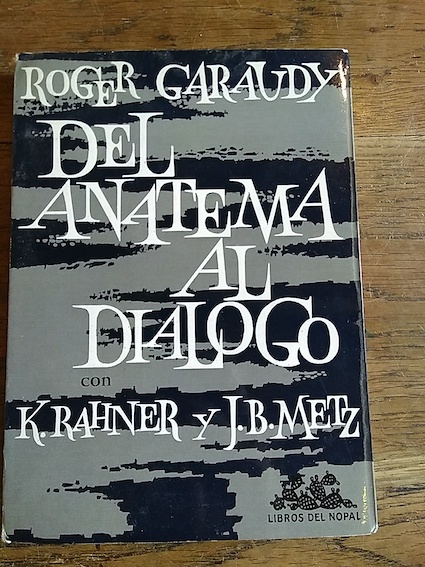 ROGER GARAUDY
DEL
ANATEMA
AL
DIALOGO
con
K. RAHNER Y J.B. METZ
LIBROS DEL NOPAL